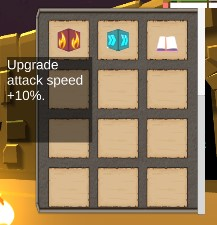 Upgrade
attack speed
+10%.